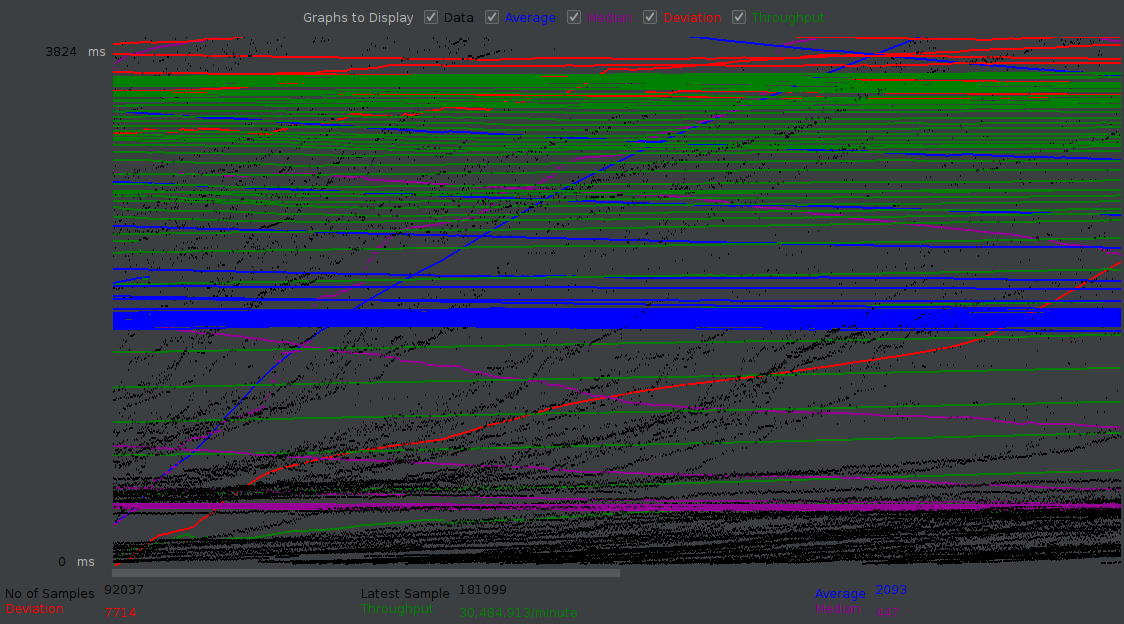 Graphs to Display Data Average Median Deviation Throughput
3824 ms
0 ms
No of Samples 92037 Latest Sample 181099 Average 2093
Deviation 7714 Throughput 30,484.913/minute Median 447